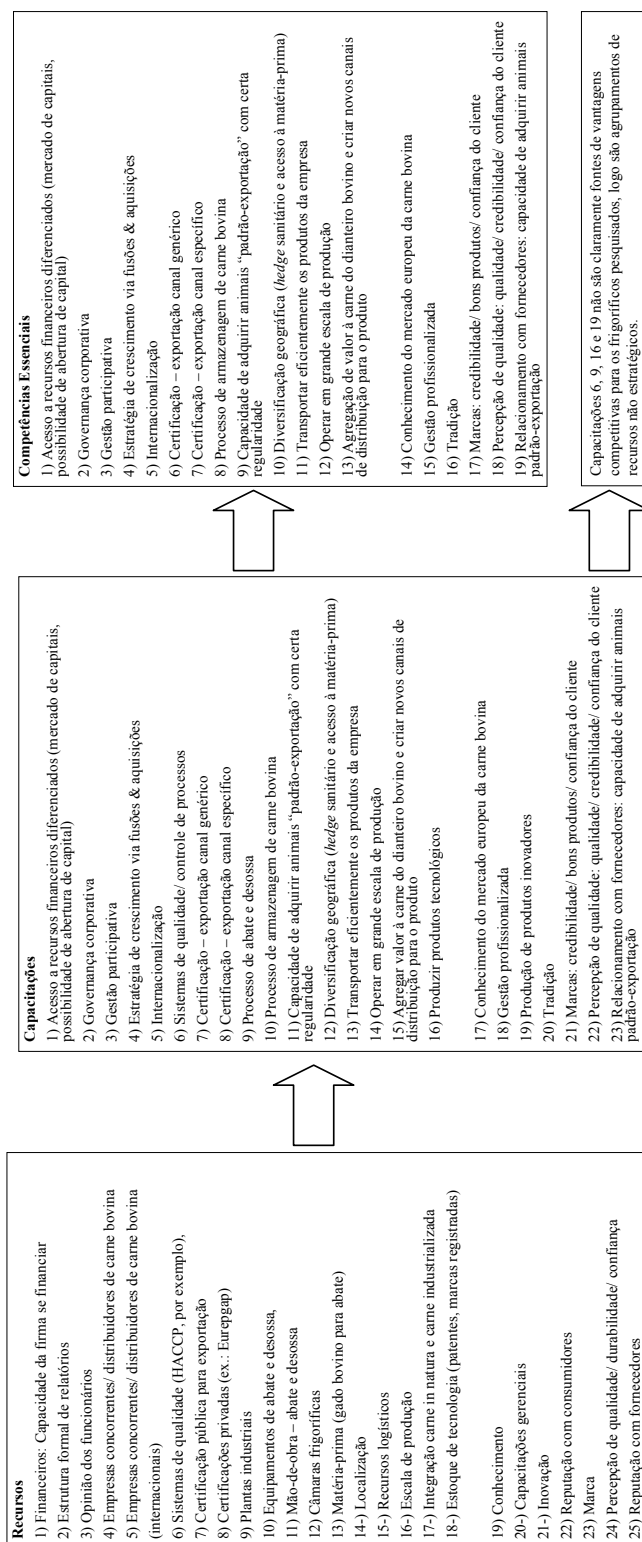 Recursos
1) Financeiros: Capacidade da firma se financiar
2) Estrutura formal de relatórios
3) Opinião dos funcionários
4) Empresas concorrentes/ distribuidores de carne bovina
5) Empresas concorrentes/ distribuidores de carne bovina
(internacionais)
6) Sistemas de qualidade (HACCP, por exemplo),
7) Certificação pública para exportação
8) Certificações privadas (ex.: Eurepgap)
9) Plantas industriais
10) Equipamentos de abate e desossa,
11) Mão-de-obra – abate e desossa
12) Câmaras frigoríficas
13) Matéria-prima (gado bovino para abate)
14-) Localização
15-) Recursos logísticos
16-) Escala de produção
17-) Integração carne in natura e carne industrializada
18-) Estoque de tecnologia (patentes, marcas registradas)
19) Conhecimento
20-) Capacitações gerenciais
21-) Inovação
22) Reputação com consumidores
23) Marca
24) Percepção de qualidade/ durabilidade/ confiança
25) Reputação com fornecedores
Capacitações
1) Acesso a recursos financeiros diferenciados (mercado de capitais,
possibilidade de abertura de capital)
2) Governança corporativa
3) Gestão participativa
4) Estratégia de crescimento via fusões & aquisições
5) Internacionalização
6) Sistemas de qualidade/ controle de processos
7) Certificação – exportação canal genérico
8) Certificação – exportação canal específico
9) Processo de abate e desossa
10) Processo de armazenagem de carne bovina
11) Capacidade de adquirir animais “padrão-exportação” com certa
regularidade
12) Diversificação geográfica (hedge sanitário e acesso à matéria-prima)
13) Transportar eficientemente os produtos da empresa
14) Operar em grande escala de produção
15) Agregar valor à carne do dianteiro bovino e criar novos canais de
distribuição para o produto
16) Produzir produtos tecnológicos
17) Conhecimento do mercado europeu da carne bovina
18) Gestão profissionalizada
19) Produção de produtos inovadores
20) Tradição
21) Marcas: credibilidade/ bons produtos/ confiança do cliente
22) Percepção de qualidade: qualidade/ credibilidade/ confiança do cliente
23) Relacionamento com fornecedores: capacidade de adquirir animais
padrão-exportação
Competências Essenciais
1) Acesso a recursos financeiros diferenciados (mercado de capitais,
possibilidade de abertura de capital)
2) Governança corporativa
3) Gestão participativa
4) Estratégia de crescimento via fusões & aquisições
5) Internacionalização
6) Certificação – exportação canal genérico
7) Certificação – exportação canal específico
8) Processo de armazenagem de carne bovina
9) Capacidade de adquirir animais “padrão-exportação” com certa
regularidade
10) Diversificação geográfica (hedge sanitário e acesso à matéria-prima)
11) Transportar eficientemente os produtos da empresa
12) Operar em grande escala de produção
13) Agregação de valor à carne do dianteiro bovino e criar novos canais
de distribuição para o produto
14) Conhecimento do mercado europeu da carne bovina
15) Gestão profissionalizada
16) Tradição
17) Marcas: credibilidade/ bons produtos/ confiança do cliente
18) Percepção de qualidade: qualidade/ credibilidade/ confiança do cliente
19) Relacionamento com fornecedores: capacidade de adquirir animais
padrão-exportação
Capacitações 6, 9, 16 e 19 não são claramente fontes de vantagens
competitivas para os frigoríficos pesquisados, logo são agrupamentos de
recursos não estratégicos.